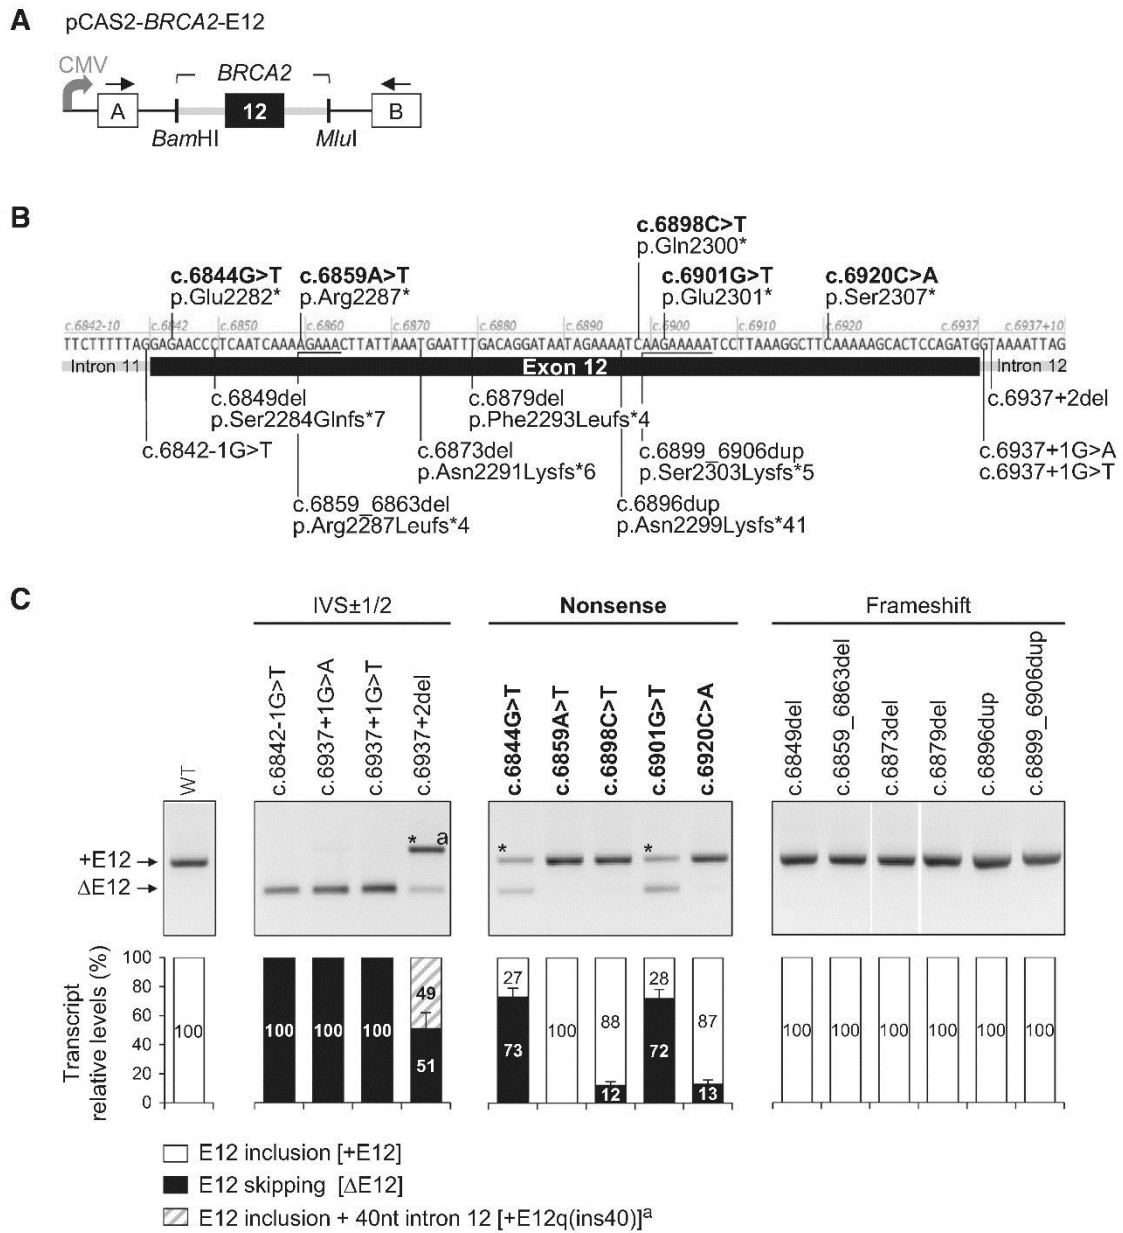 A pCAS2-BRCA2-E12
CMV
BRCA2
A 12 B
BamHI MluI
B
c.6898C>T
p.Gln2300*
c.6844G>T c.6859A>T c.6901G>T c.6920C>A
p.Glu2282* p.Arg2287* p.Glu2301* p.Ser2307*
c.6842-10 c.6842 c.6850 c.6860 c.6870 c.6880 c.6890 c.6900 c.6910 c.6920 c.6937 c.6937+10
TTCTTTTTAGGAGAACCCTCAATCAAAAGAAACTTATTAAATGAATTTGACAGGATAATAGAAAATCAAGAAAAATCCTTAAAGGCTTCAAAAAGCACTCCAGATGGTAAAATTAG
Intron 11 Exon 12 Intron 12
c.6849del c.6879del c.6937+2del
p.Ser2284Glnfs*7 p.Phe2293Leufs*4
c.6842-1G>T c.6873del c.6899_6906dup c.6937+1G>A
p.Asn2291Lysfs*6 p.Ser2303Lysfs*5 c.6937+1G>T
c.6859_6863del c.6896dup
p.Arg2287Leufs*4 p.Asn2299Lysfs*41
C
IVS±1/2 Nonsense Frameshift
WT
c.6842-1G>T
c.6937+1G>A
c.6937+1G>T
c.6937+2del
c.6844G>T
c.6859A>T
c.6898C>T
c.6901G>T
c.6920C>A
c.6849del
c.6859_6863del
c.6873del
c.6879del
c.6896dup
c.6899_6906dup
* a * *
+E12
ΔE12
Transcript
relative levels (%)
100
80
60
40
20
0
100
100 100 100 49 51
27 73 100 88 12 28 72 87 13
100 100 100 100 100 100
E12 inclusion [+E12]
E12 skipping [ΔE12]
E12 inclusion + 40nt intron 12 [+E12q(ins40)]a